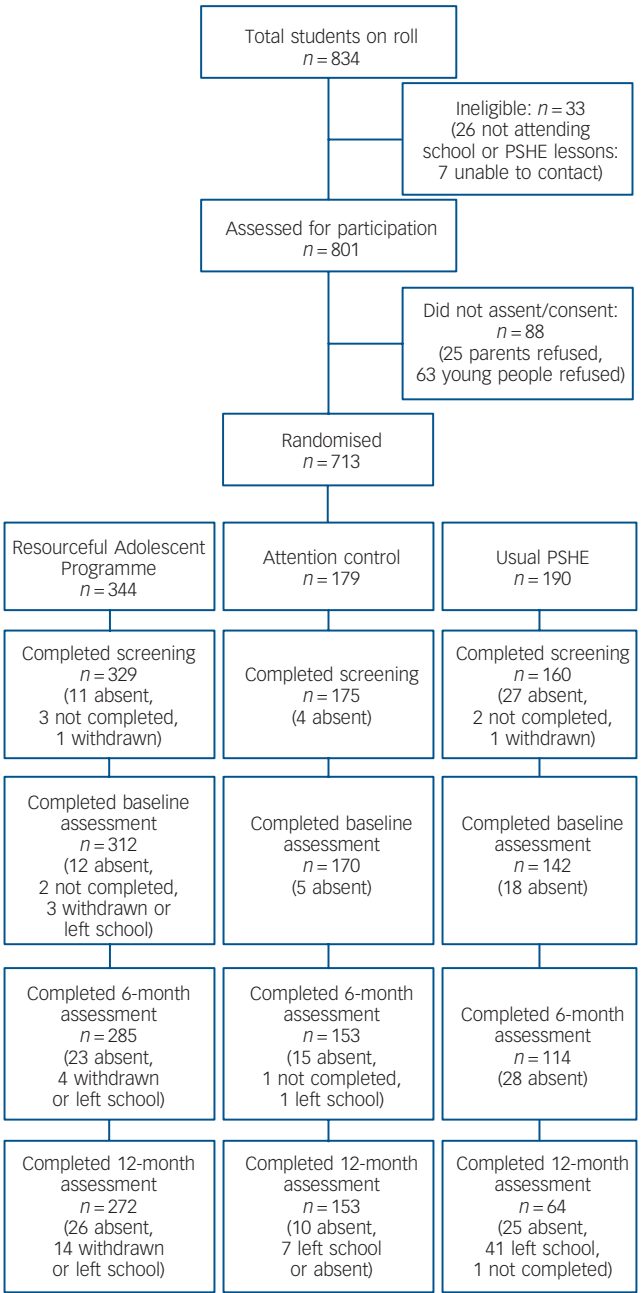 Total students on roll
n = 834
Ineligible: n = 33
(26 not attending
school or PSHE lessons:
7 unable to contact)
Assessed for participation
n = 801
Did not assent/consent:
n = 88
(25 parents refused,
63 young people refused)
Randomised
n = 713
Resourceful Adolescent
Programme
n = 344
Attention control
n = 179
Usual PSHE
n = 190
Completed screening
n = 329
(11 absent,
3 not completed,
1 withdrawn)
Completed screening
n = 175
(4 absent)
Completed screening
n = 160
(27 absent,
2 not completed,
1 withdrawn)
Completed baseline
assessment
n = 312
(12 absent,
2 not completed,
3 withdrawn or
left school)
Completed baseline
assessment
n = 170
(5 absent)
Completed baseline
assessment
n = 142
(18 absent)
Completed 6-month
assessment
n = 285
(23 absent,
4 withdrawn
or left school)
Completed 6-month
assessment
n = 153
(15 absent,
1 not completed,
1 left school)
Completed 6-month
assessment
n = 114
(28 absent)
Completed 12-month
assessment
n = 272
(26 absent,
14 withdrawn
or left school)
Completed 12-month
assessment
n = 153
(10 absent,
7 left school
or absent)
Completed 12-month
assessment
n = 64
(25 absent,
41 left school,
1 not completed)